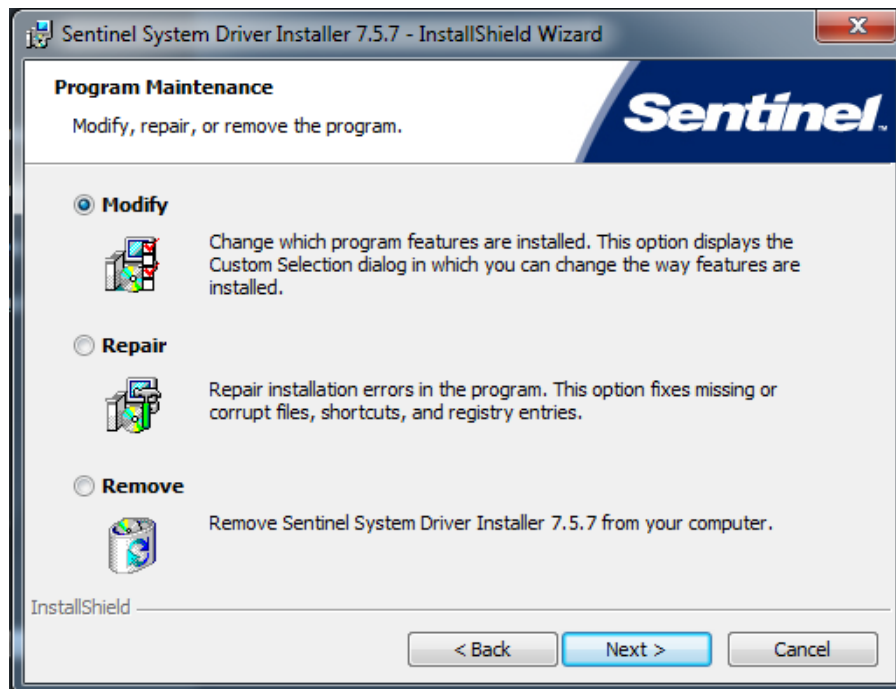 Sentinel System Driver Installer 7.5.7 - InstallShield Wizard
Program Maintenance
Modify, repair, or remove the program.
Sentinel™
Modify
Change which program features are installed. This option displays the
Custom Selection dialog in which you can change the way features are
installed.
Repair
Repair installation errors in the program. This option fixes missing or
corrupt files, shortcuts, and registry entries.
Remove
Remove Sentinel System Driver Installer 7.5.7 from your computer.
InstallShield
< Back
Next >
Cancel